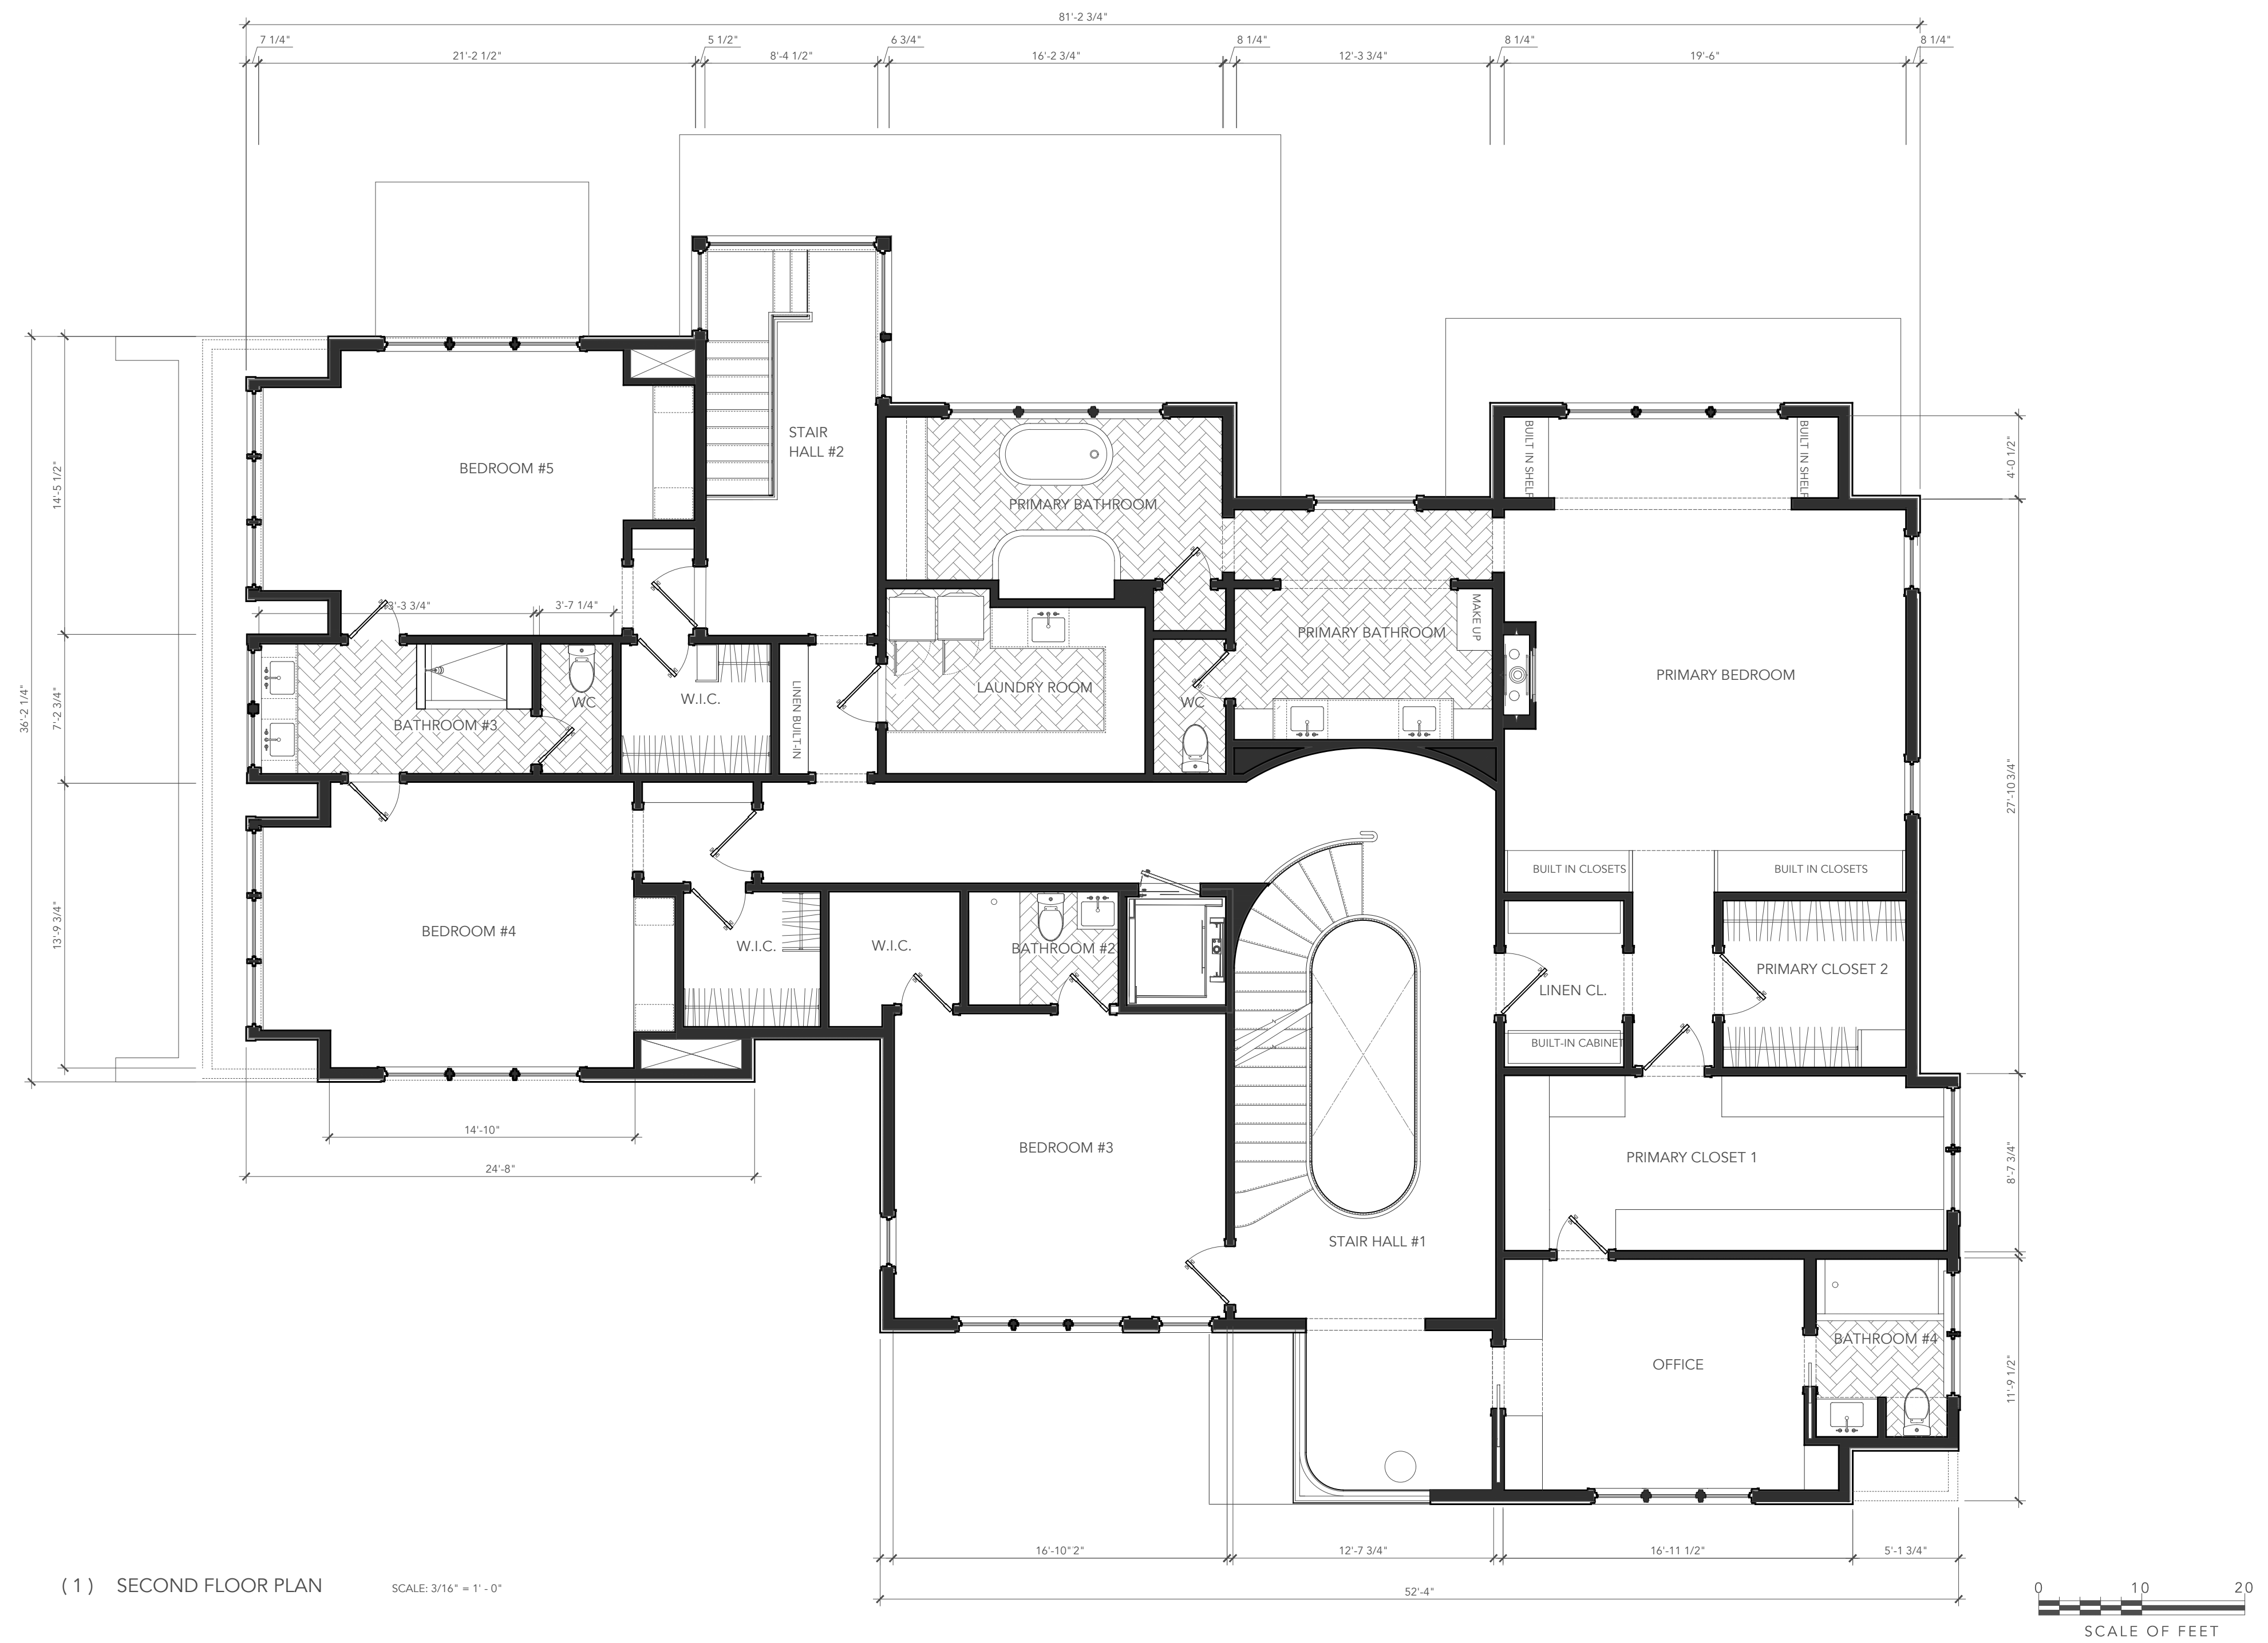 81'-2 3/4"
7 1/4"
5 1/2"
6 3/4"
8 1/4"
8 1/4"
8 1/4"
21'-2 1/2"
8'-4 1/2"
16'-2 3/4"
12'-3 3/4"
19'-6"
STAIR
HALL #2
BEDROOM #5
BUILT IN SHELF
BUILT IN SHELF
4'-0 1/2"
14'-5 1/2"
PRIMARY BATHROOM
3'-3 3/4"
3'-7 1/4"
MAKE UP
PRIMARY BATHROOM
PRIMARY BEDROOM
36'-2 1/4"
7'-2 3/4"
WC
W.I.C.
LINEN BUILT-IN
LAUNDRY ROOM
WC
BATHROOM #3
27'-10 3/4"
BUILT IN CLOSETS
BUILT IN CLOSETS
13'-9 3/4"
BEDROOM #4
W.I.C.
W.I.C.
BATHROOM #2
PRIMARY CLOSET 2
LINEN CL.
BUILT-IN CABINET
14'-10"
BEDROOM #3
PRIMARY CLOSET 1
8'-7 3/4"
24'-8"
STAIR HALL #1
BATHROOM #4
OFFICE
11'-9 1/2"
16'-10"2"
12'-7 3/4"
16'-11 1/2"
5'-1 3/4"
52'-4"
( 1 ) SECOND FLOOR PLAN
SCALE: 3/16" = 1' - 0"
0 10 20
SCALE OF FEET